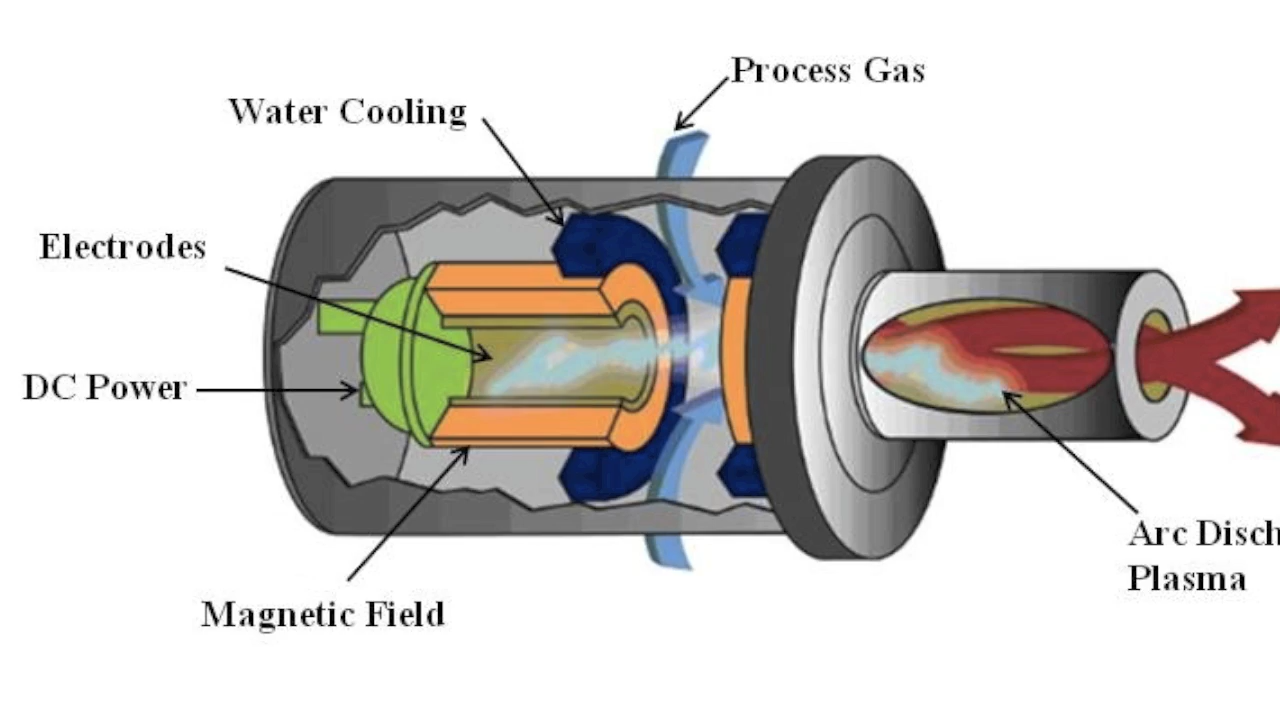 Process Gas
Water Cooling
Electrodes
DC Power
Arc Disch
Plasma
Magnetic Field